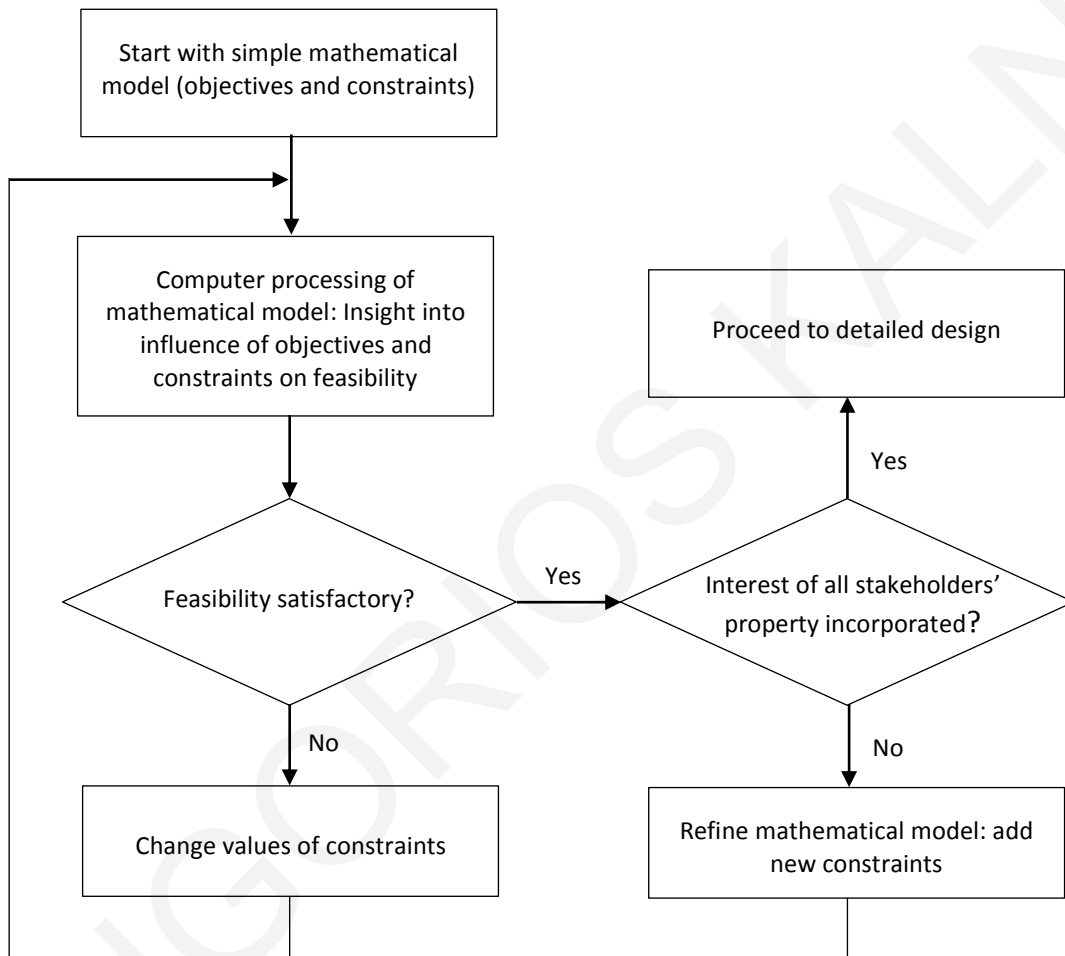 Start with simple mathematical
model (objectives and constraints)
Computer processing of
mathematical model: Insight into
influence of objectives and
constraints on feasibility
Proceed to detailed design
Yes
Feasibility satisfactory?
Yes
Interest of all stakeholders’
property incorporated?
No
No
Change values of constraints
Refine mathematical model: add
new constraints